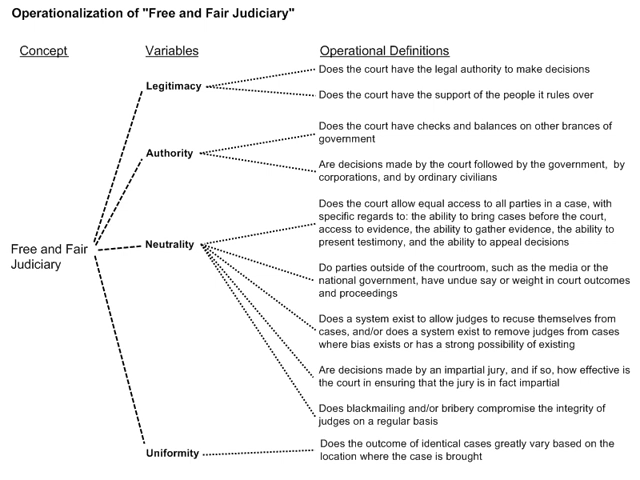 Operationalization of "Free and Fair Judiciary"
Concept
Variables
Operational Definitions
Legitimacy
Does the court have the legal authority to make decisions
Does the court have the support of the people it rules over
Authority
Does the court have checks and balances on other brances of
government
Are decisions made by the court followed by the government, by
corporations, and by ordinary civilians
Free and Fair
Judiciary
Neutrality
Does the court allow equal access to all parties in a case, with
specific regards to: the ability to bring cases before the court,
access to evidence, the ability to gather evidence, the ability to
present testimony, and the ability to appeal decisions
Do parties outside of the courtroom, such as the media or the
national government, have undue say or weight in court outcomes
and proceedings
Does a system exist to allow judges to recuse themselves from
cases, and/or does a system exist to remove judges from cases
where bias exists or has a strong possibility of existing
Are decisions made by an impartial jury, and if so, how effective is
the court in ensuring that the jury is in fact impartial
Does blackmailing and/or bribery compromise the integrity of
judges on a regular basis
Uniformity
Does the outcome of identical cases greatly vary based on the
location where the case is brought